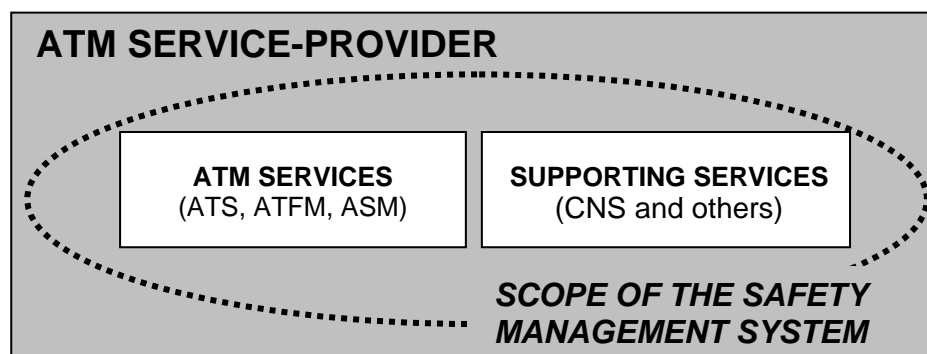 ATM SERVICE-PROVIDER
ATM SERVICES
(ATS, ATFM, ASM)
SUPPORTING SERVICES
(CNS and others)
SCOPE OF THE SAFETY
MANAGEMENT SYSTEM